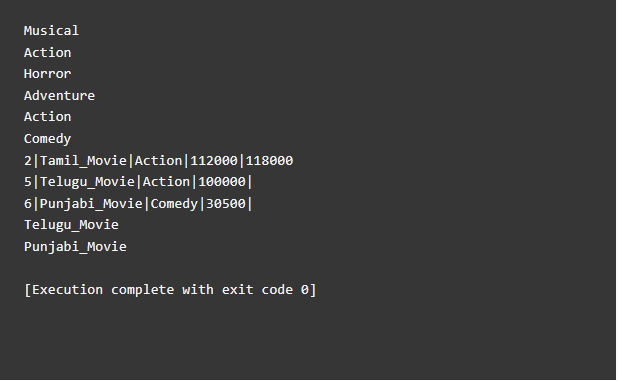 Musical
Action
Horror
Adventure
Action
Comedy
2|Tamil_Movie|Action|112000|118000
5|Telugu_Movie|Action|100000|
6|Punjabi_Movie|Comedy|30500|
Telugu_Movie
Punjabi_Movie
[Execution complete with exit code 0]